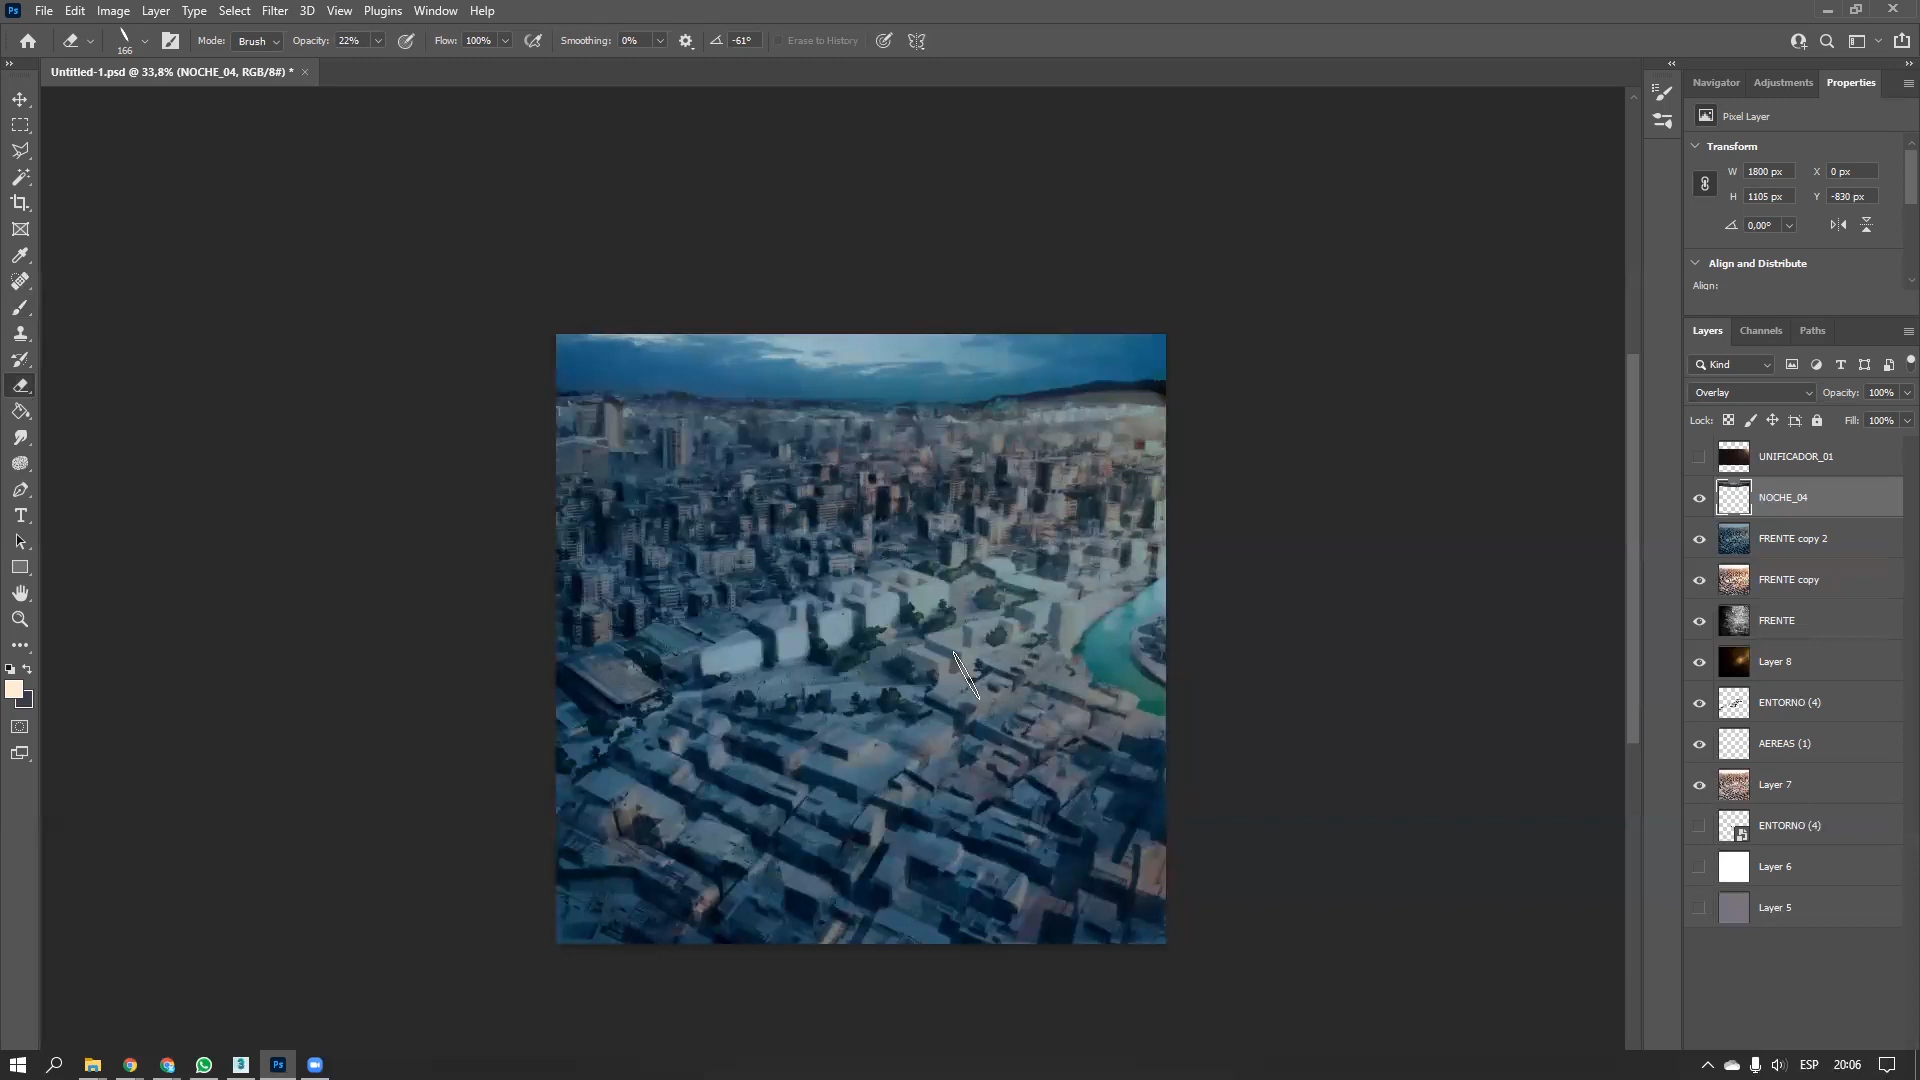 Ps File Edit Image Layer Type Select Filter 3D View Plugins Window Help
166 Mode: Brush Opacity: 22% Flow: 100% Smoothing: 0% -61° Erase to History
Untitled-1.psd @ 33,8% (NOCHE_04, RGB/8#) * ×
Navigator Adjustments Properties
Pixel Layer
Transform
W 1800 px X 0 px
H 1105 px Y -830 px
0,00°
Align and Distribute
Align:
Layers Channels Paths
Kind
Overlay Opacity: 100%
Lock: Fill: 100%
UNIFICADOR_01
NOCHE_04
FRENTE copy 2
FRENTE copy
FRENTE
Layer 8
ENTORNO (4)
AEREAS (1)
Layer 7
ENTORNO (4)
Layer 6
Layer 5
Ps ESP 20:06